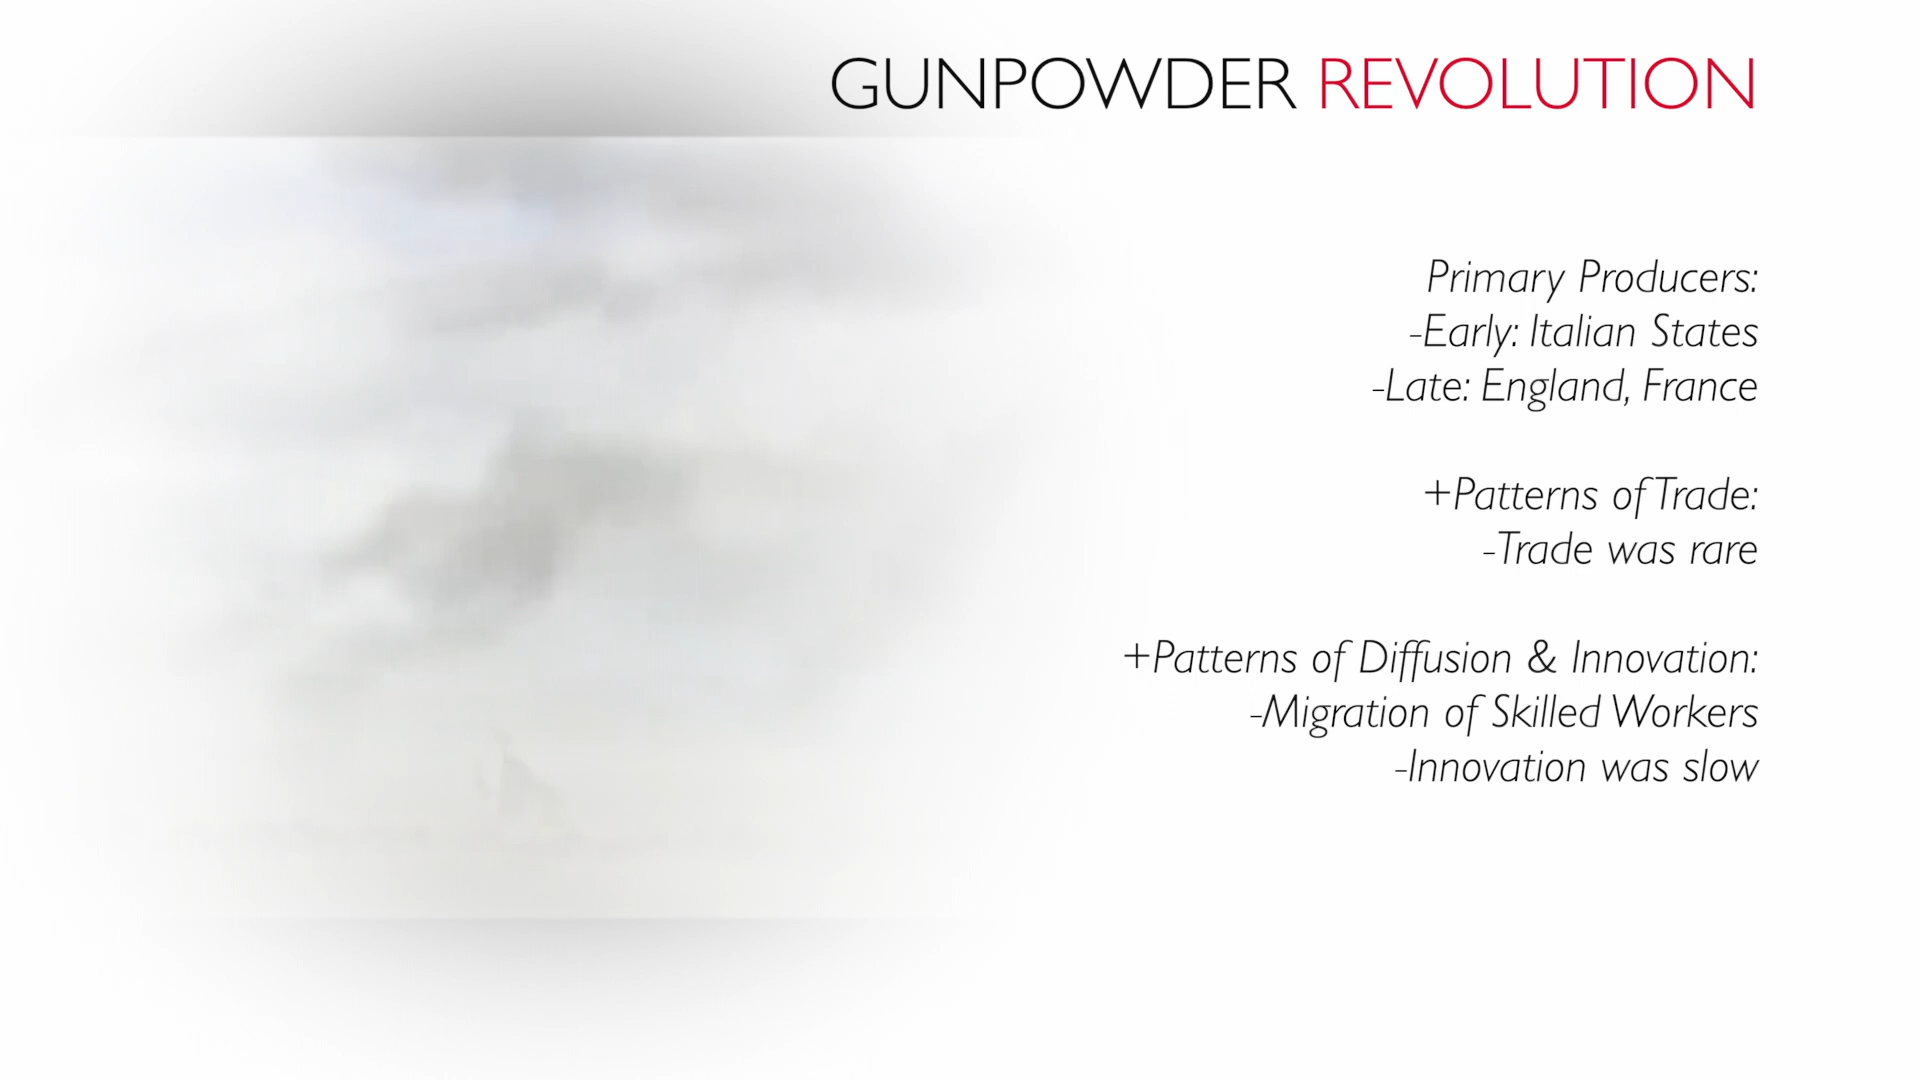 GUNPOWDER REVOLUTION
Primary Producers:
-Early: Italian States
-Late: England, France
+Patterns of Trade:
-Trade was rare
+Patterns of Diffusion & Innovation:
-Migration of Skilled Workers
-Innovation was slow